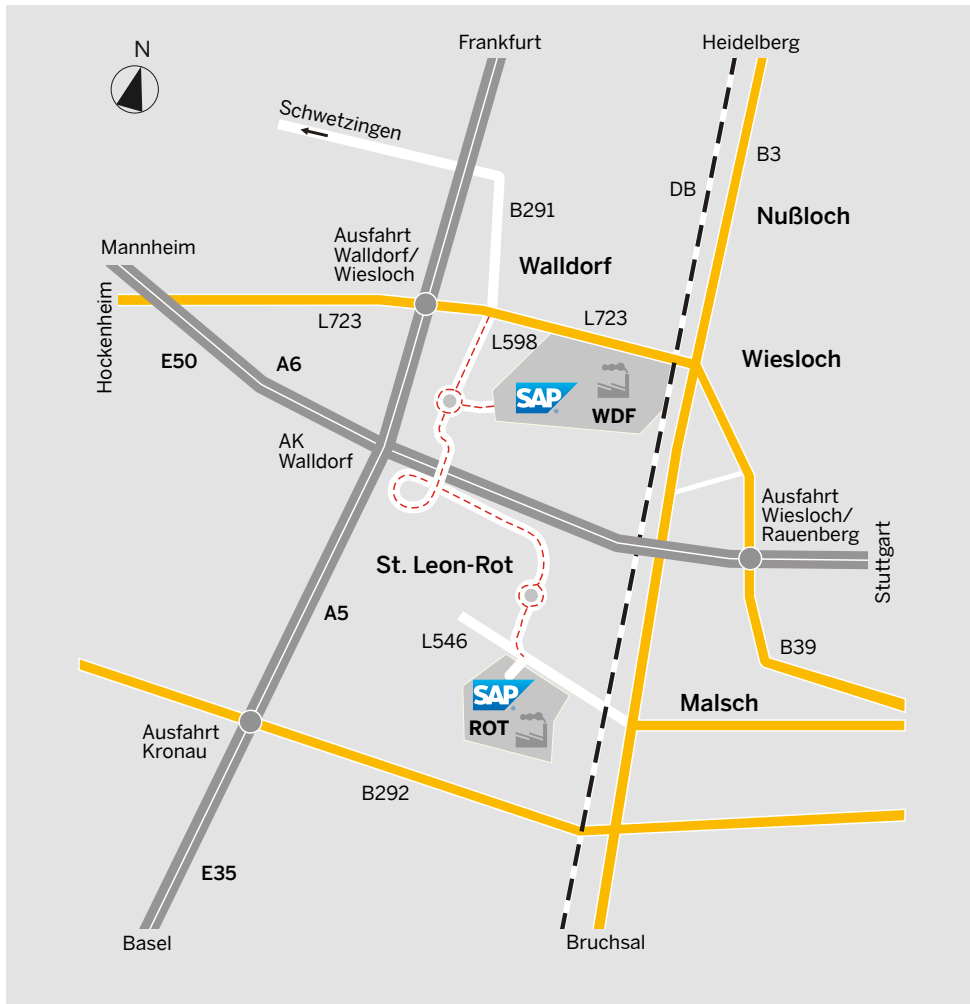 Frankfurt
Heidelberg
N
Schwetzingen
B3
DB
B291
Nußloch
Ausfahrt
Walldorf/
Wiesloch
Mannheim
Walldorf
Hockenheim
L723
L723
L598
Wiesloch
E50
A6
SAP
WDF
AK
Walldorf
Ausfahrt
Wiesloch/
Rauenberg
Stuttgart
St. Leon-Rot
A5
L546
B39
SAP
ROT
Malsch
Ausfahrt
Kronau
B292
E35
Basel
Bruchsal